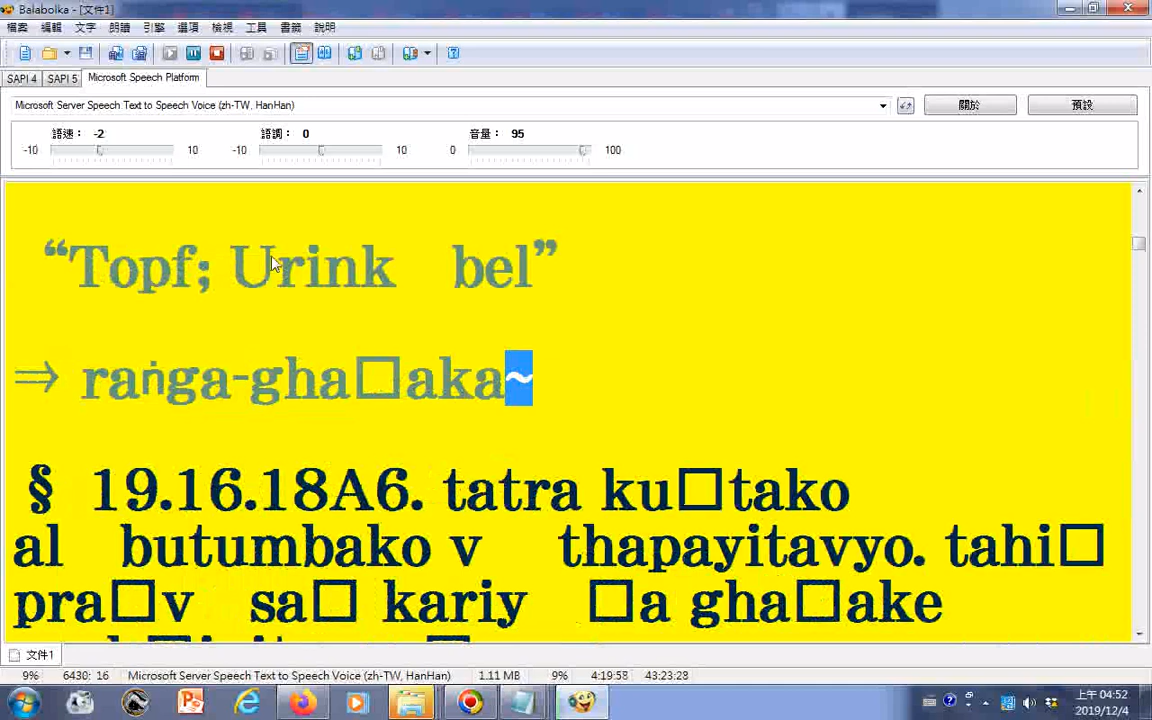 Balabolka - [文件1]
檔案 編輯 文字 朗讀 引擎 選項 檢視 工具 書籤 說明
SAPI 4 SAPI 5 Microsoft Speech Platform
Microsoft Server Speech Text to Speech Voice (zh-TW, HanHan) 關於 預設
語速： -2 語調： 0 音量： 95
-10 10 -10 10 0 100
“Topf; Urink bel”
⇒ raṅga-gha□aka~
§ 19.16.18A6. tatra ku□tako
al butumbako v thapayitavyo. tahi□
pra□v sa□ kariy □a gha□ake
文件1
9% 6430: 16 Microsoft Server Speech Text to Speech Voice (zh-TW, HanHan) 1.11 MB 9% 4:19:58 43:23:28
上午 04:52
2019/12/4